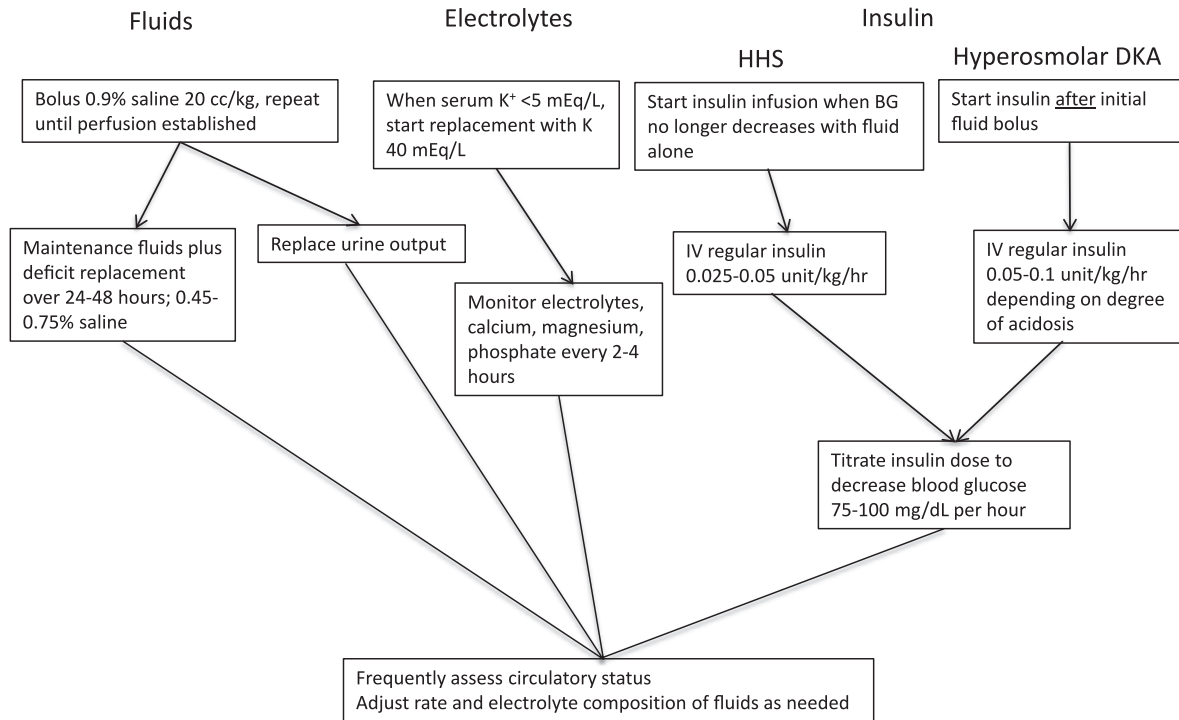 Fluids
Electrolytes
Insulin
HHS
Hyperosmolar DKA
Bolus 0.9% saline 20 cc/kg, repeat
until perfusion established
When serum K⁺ <5 mEq/L,
start replacement with K
40 mEq/L
Start insulin infusion when BG
no longer decreases with fluid
alone
Start insulin after initial
fluid bolus
Maintenance fluids plus
deficit replacement
over 24-48 hours; 0.45-
0.75% saline
Replace urine output
Monitor electrolytes,
calcium, magnesium,
phosphate every 2-4
hours
IV regular insulin
0.025-0.05 unit/kg/hr
IV regular insulin
0.05-0.1 unit/kg/hr
depending on degree
of acidosis
Titrate insulin dose to
decrease blood glucose
75-100 mg/dL per hour
Frequently assess circulatory status
Adjust rate and electrolyte composition of fluids as needed